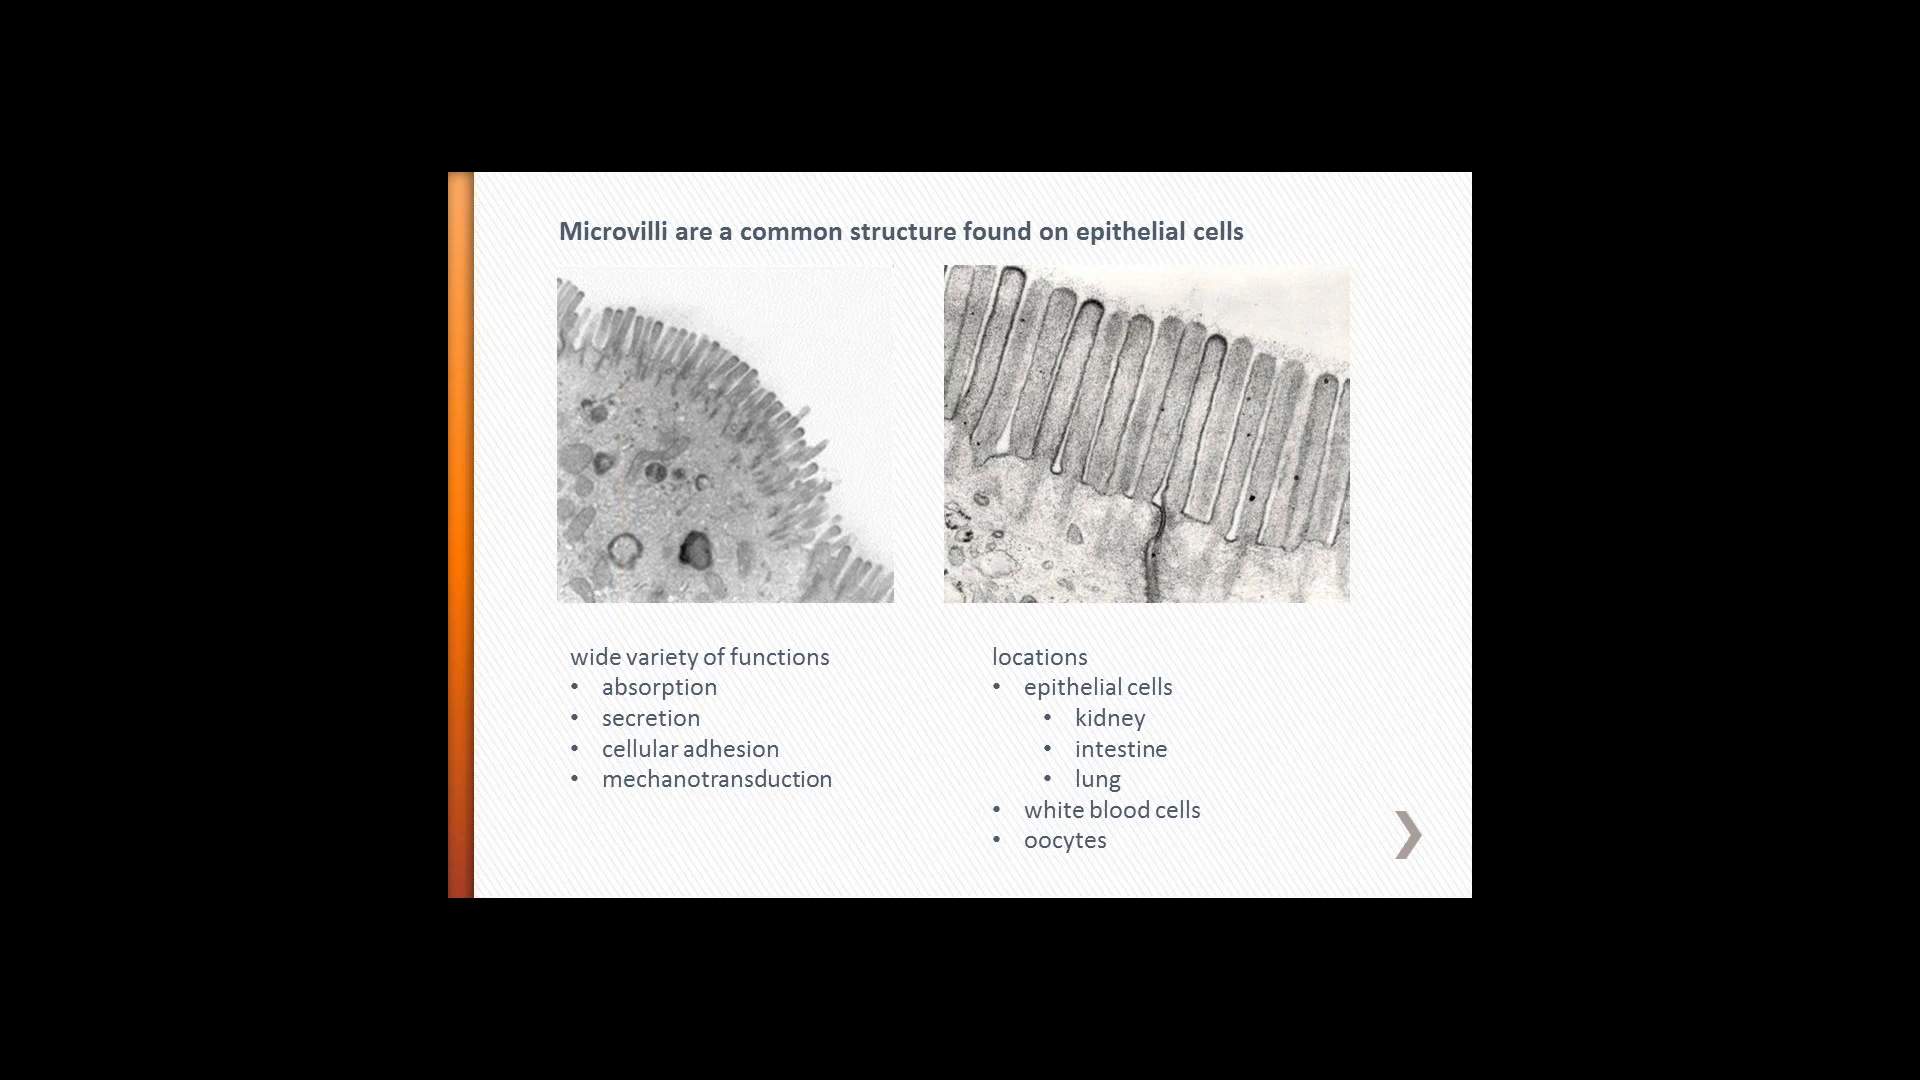 Microvilli are a common structure found on epithelial cells
wide variety of functions
• absorption
• secretion
• cellular adhesion
• mechanotransduction
locations
• epithelial cells
• kidney
• intestine
• lung
• white blood cells
• oocytes